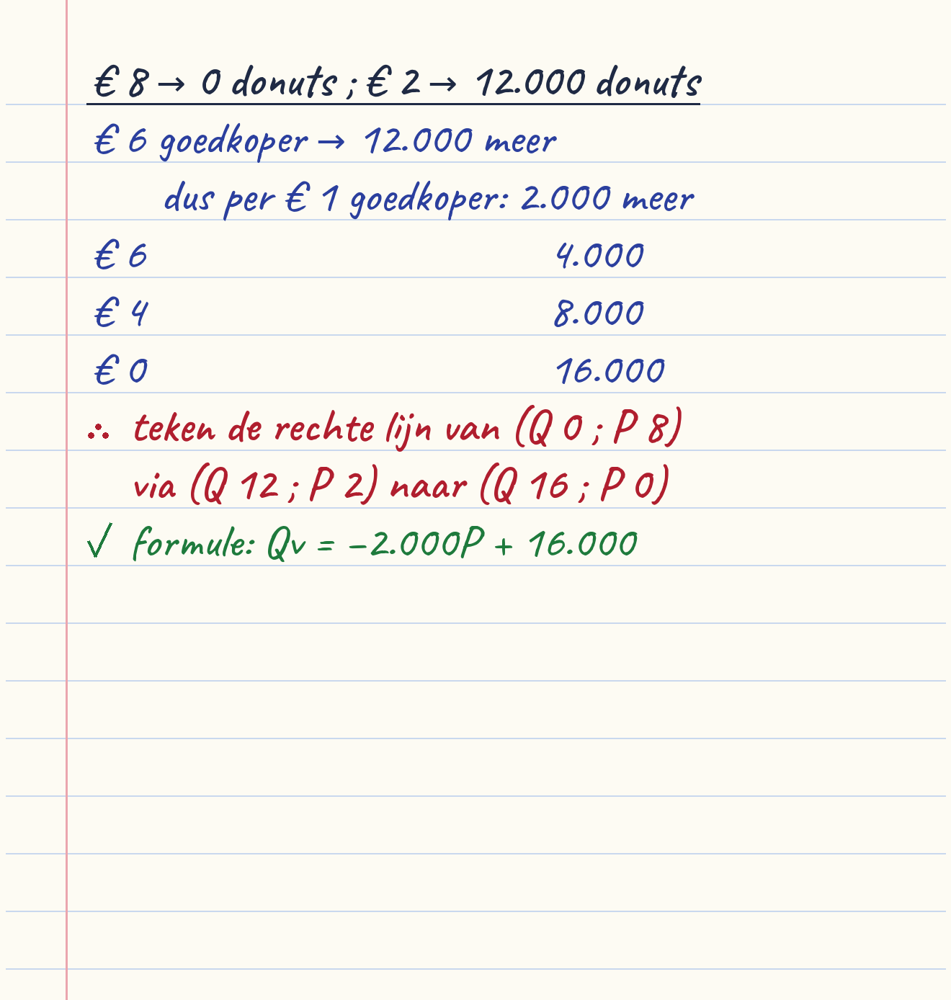 € 8 → 0 donuts ; € 2 → 12.000 donuts
€ 6 goedkoper → 12.000 meer
dus per € 1 goedkoper: 2.000 meer
€ 6 4.000
€ 4 8.000
€ 0 16.000
∴ teken de rechte lijn van (Q 0 ; P 8)
via (Q 12 ; P 2) naar (Q 16 ; P 0)
✓ formule: Qv = −2.000P + 16.000